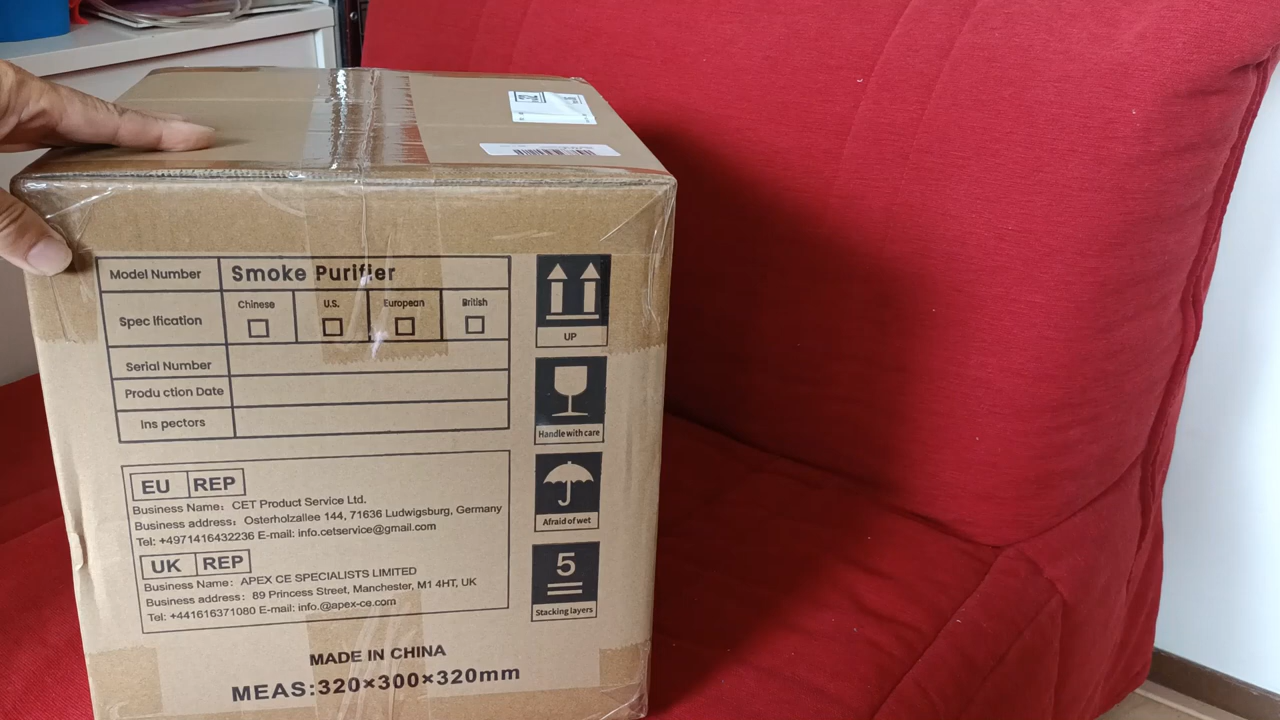 Model Number Smoke Purifier
Spec ification Chinese U.S. European British
Serial Number
Produ ction Date
Ins pectors
EU REP
Business Name: CET Product Service Ltd.
Business address: Osterholzallee 144, 71636 Ludwigsburg, Germany
Tel: +4971416432236 E-mail: info.cetservice@gmail.com
UK REP
Business Name: APEX CE SPECIALISTS LIMITED
Business address: 89 Princess Street, Manchester, M1 4HT, UK
Tel: +441616371080 E-mail: info.@apex-ce.com
UP
Handle with care
Afraid of wet
5
Stacking layers
MADE IN CHINA
MEAS:320×300×320mm